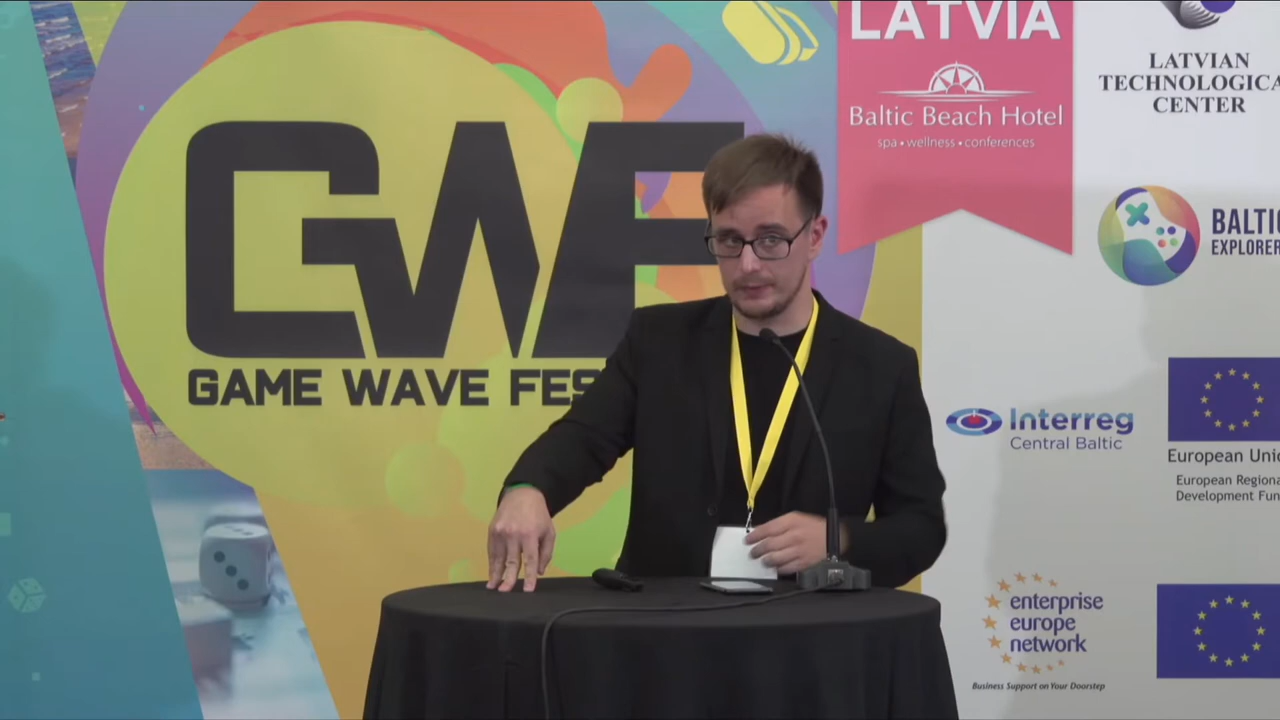 GWF
GAME WAVE FES
LATVIA
Baltic Beach Hotel
spa • wellness • conferences
LATVIAN
TECHNOLOGICA
CENTER
BALTIC
EXPLORER
Interreg
Central Baltic
European Unio
European Regiona
Development Fun
enterprise
europe
network
Business Support on Your Doorstep